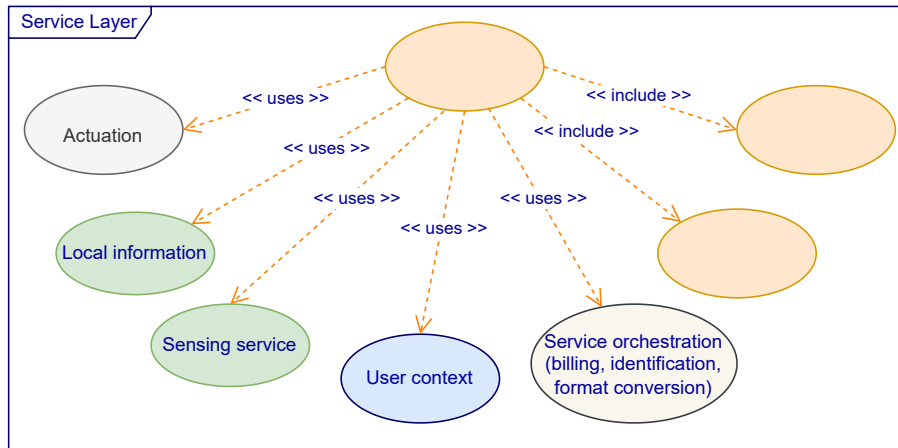 Service Layer
<< uses >>
<< include >>
<< include >>
Actuation
<< uses >>
<< uses >>
<< uses >>
<< uses >>
Local information
Sensing service
User context
Service orchestration
(billing, identification,
format conversion)